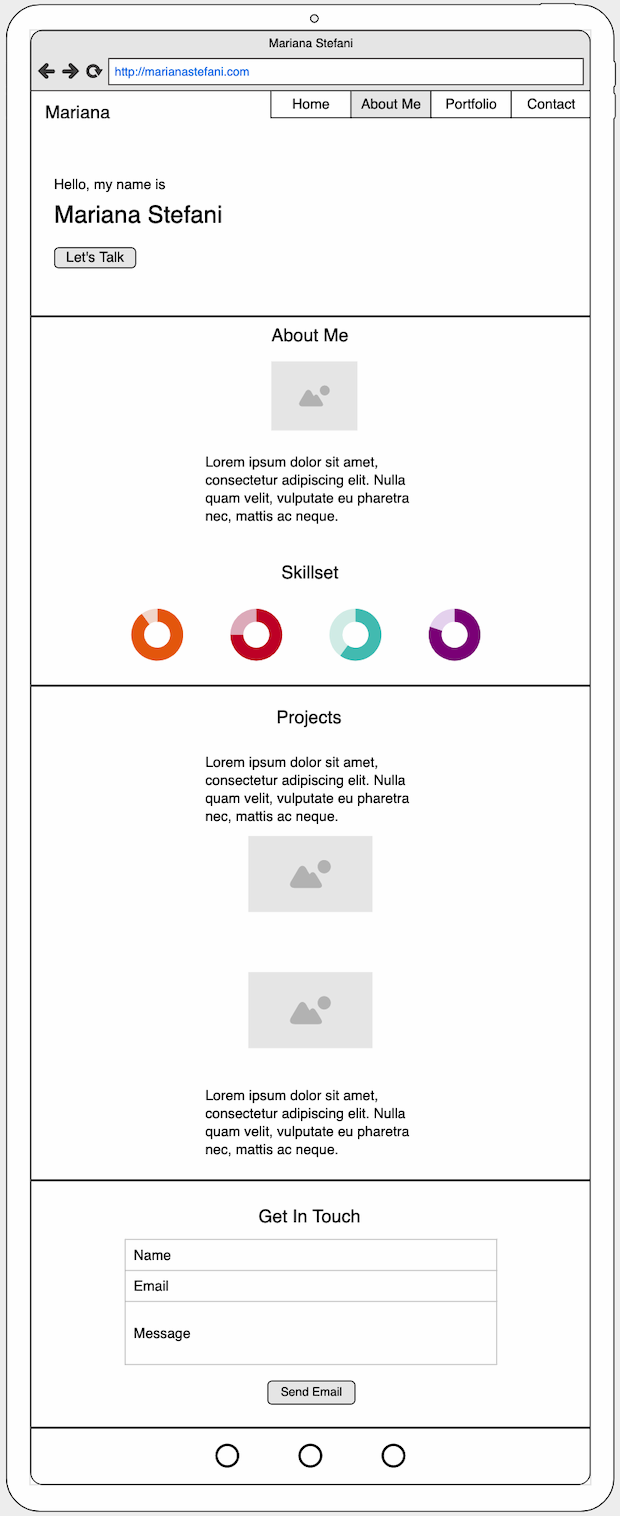 Mariana Stefani
http://marianastefani.com
Mariana
Home
About Me
Portfolio
Contact
Hello, my name is
Mariana Stefani
Let's Talk
About Me
Lorem ipsum dolor sit amet,
consectetur adipiscing elit. Nulla
quam velit, vulputate eu pharetra
nec, mattis ac neque.
Skillset
Projects
Lorem ipsum dolor sit amet,
consectetur adipiscing elit. Nulla
quam velit, vulputate eu pharetra
nec, mattis ac neque.
Lorem ipsum dolor sit amet,
consectetur adipiscing elit. Nulla
quam velit, vulputate eu pharetra
nec, mattis ac neque.
Get In Touch
Name
Email
Message
Send Email